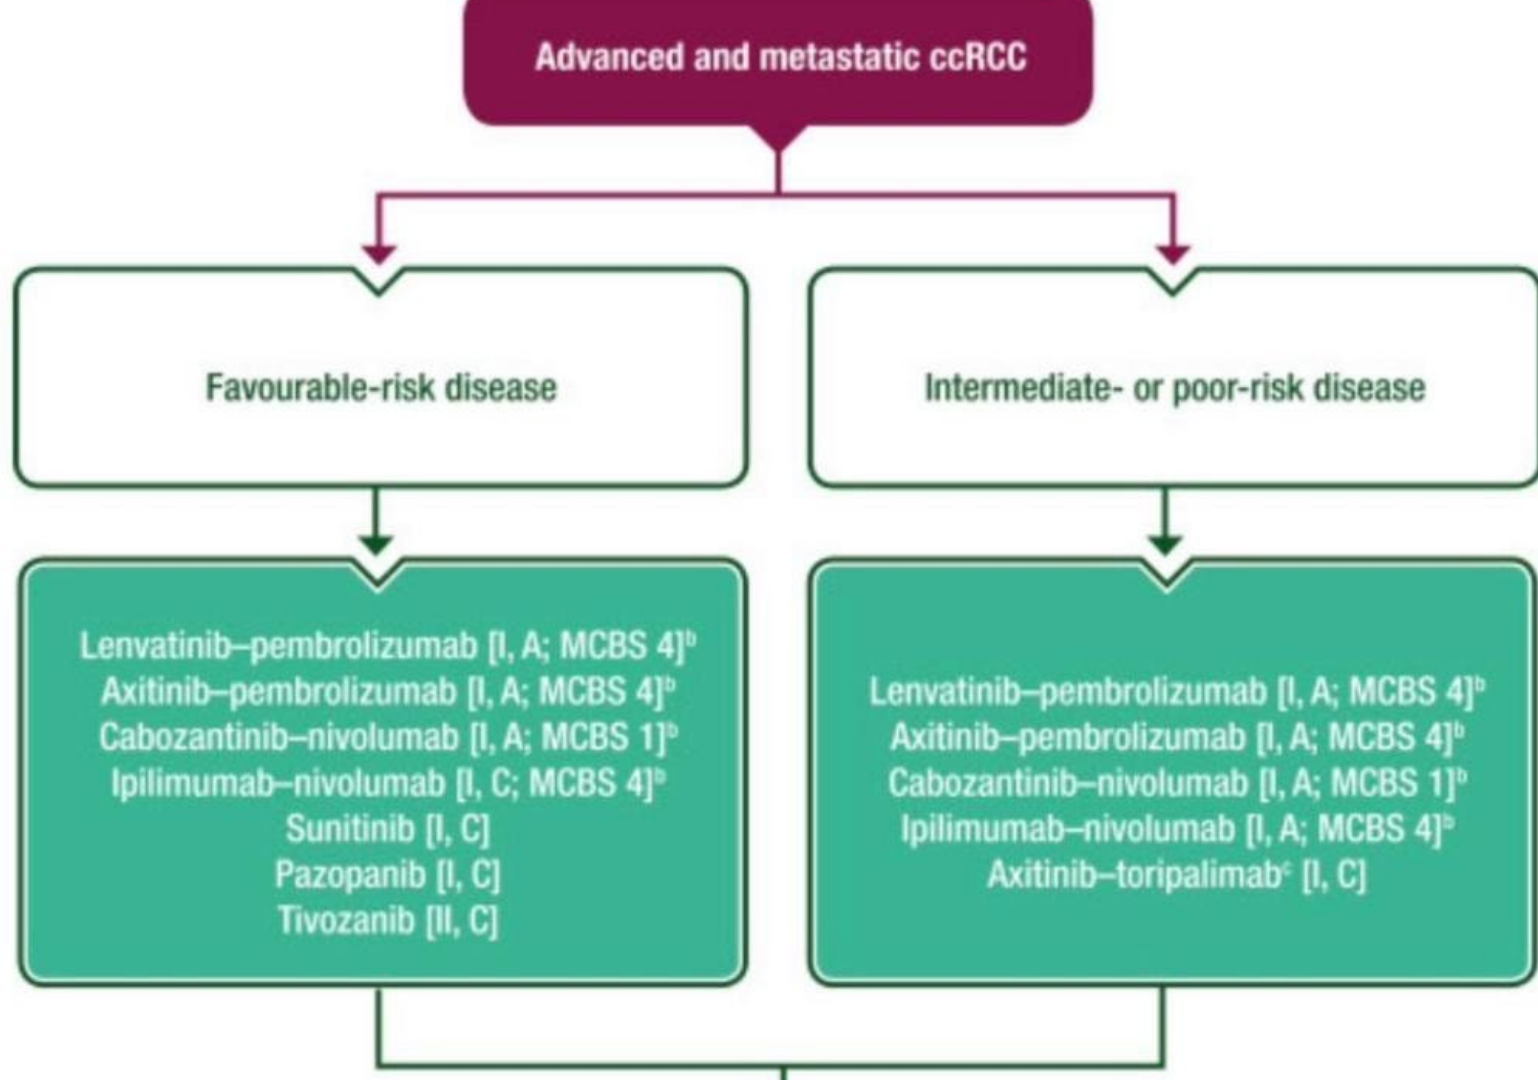 Advanced and metastatic ccRCC
Favourable-risk disease
Intermediate- or poor-risk disease
Lenvatinib–pembrolizumab [I, A; MCBS 4]ᵇ
Axitinib–pembrolizumab [I, A; MCBS 4]ᵇ
Cabozantinib–nivolumab [I, A; MCBS 1]ᵇ
Ipilimumab–nivolumab [I, C; MCBS 4]ᵇ
Sunitinib [I, C]
Pazopanib [I, C]
Tivozanib [II, C]
Lenvatinib–pembrolizumab [I, A; MCBS 4]ᵇ
Axitinib–pembrolizumab [I, A; MCBS 4]ᵇ
Cabozantinib–nivolumab [I, A; MCBS 1]ᵇ
Ipilimumab–nivolumab [I, A; MCBS 4]ᵇ
Axitinib–toripalimabᶜ [I, C]